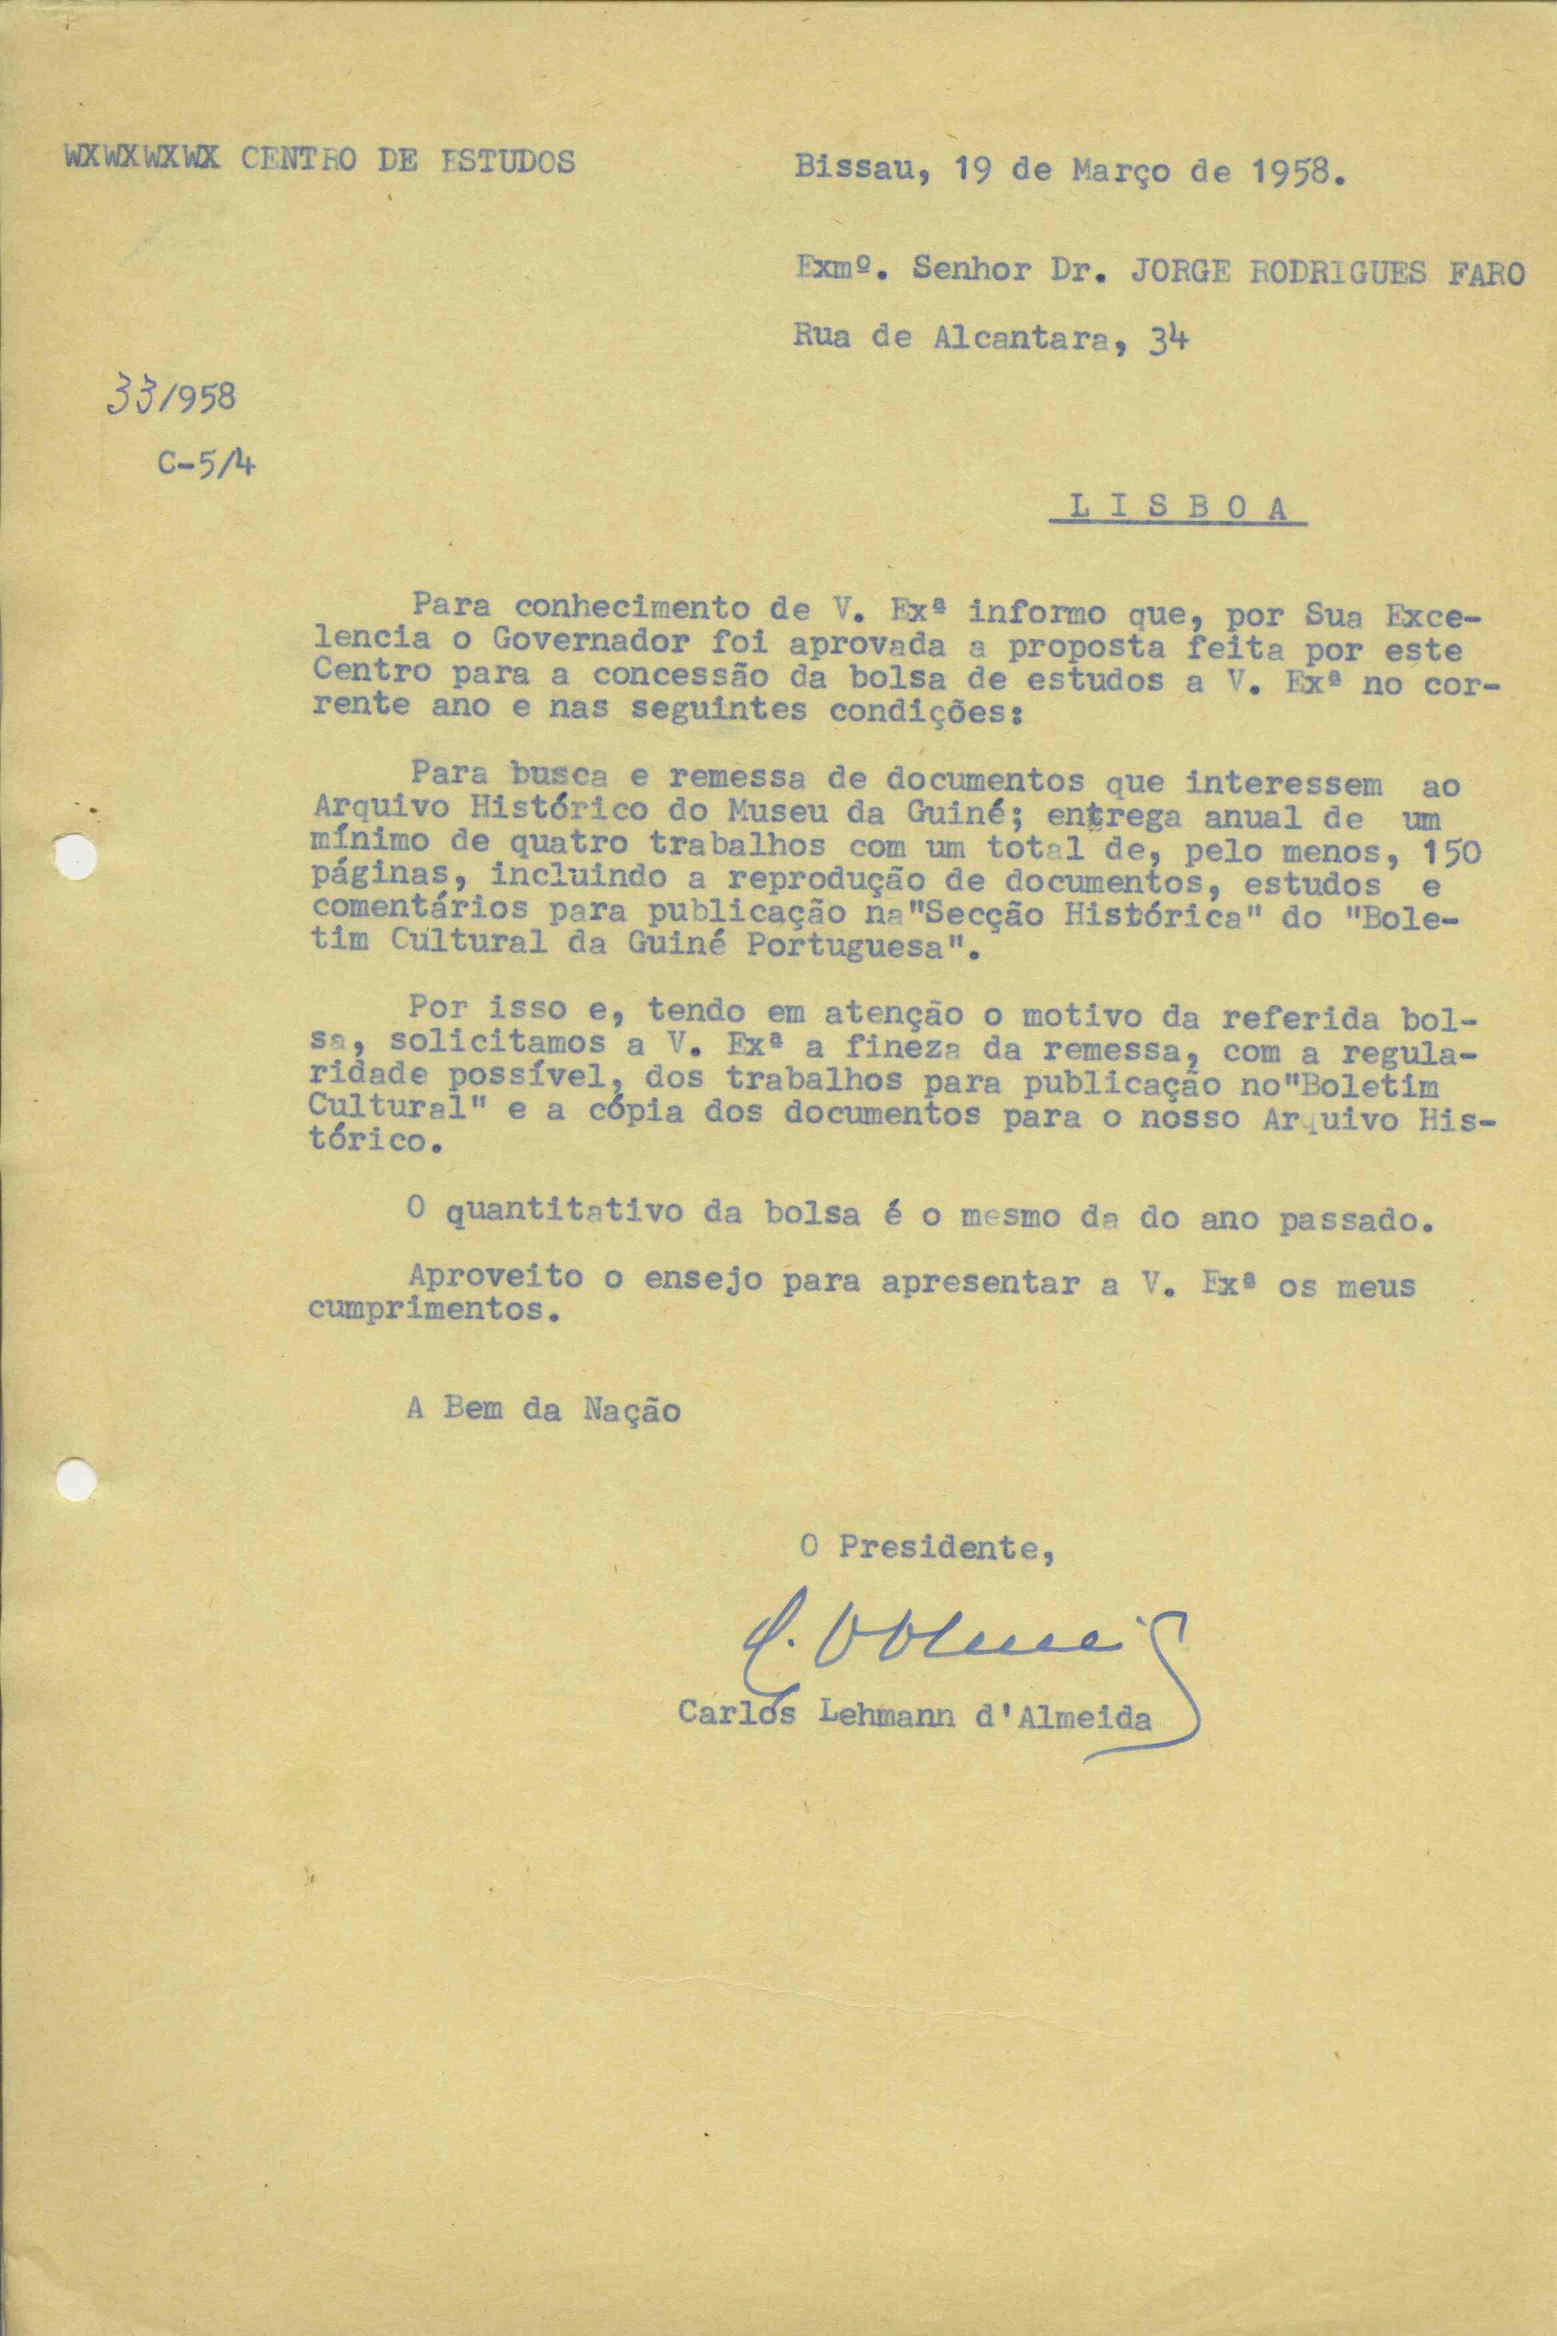 WXWXWXWX CENTRO DE ESTUDOS
Bissau, 19 de Março de 1958.
Exmº. Senhor Dr. JORGE RODRIGUES FARO
Rua de Alcantara, 34
33/958
C-5/4
L I S B O A
Para conhecimento de V. Exª informo que, por Sua Exce-
lencia o Governador foi aprovada a proposta feita por este
Centro para a concessão da bolsa de estudos a V. Exª no cor-
rente ano e nas seguintes condições:
Para busca e remessa de documentos que interessem ao
Arquivo Histórico do Museu da Guiné; entrega anual de um
mínimo de quatro trabalhos com um total de, pelo menos, 150
páginas, incluindo a reprodução de documentos, estudos e
comentários para publicação na"Secção Histórica" do "Bole-
tim Cultural da Guiné Portuguesa".
Por isso e, tendo em atenção o motivo da referida bol-
sa, solicitamos a V. Exª a fineza da remessa, com a regula-
ridade possível, dos trabalhos para publicação no"Boletim
Cultural" e a cópia dos documentos para o nosso Arquivo His-
tórico.
O quantitativo da bolsa é o mesmo da do ano passado.
Aproveito o ensejo para apresentar a V. Exª os meus
cumprimentos.
A Bem da Nação
O Presidente,
Carlos Lehmann d'Almeida